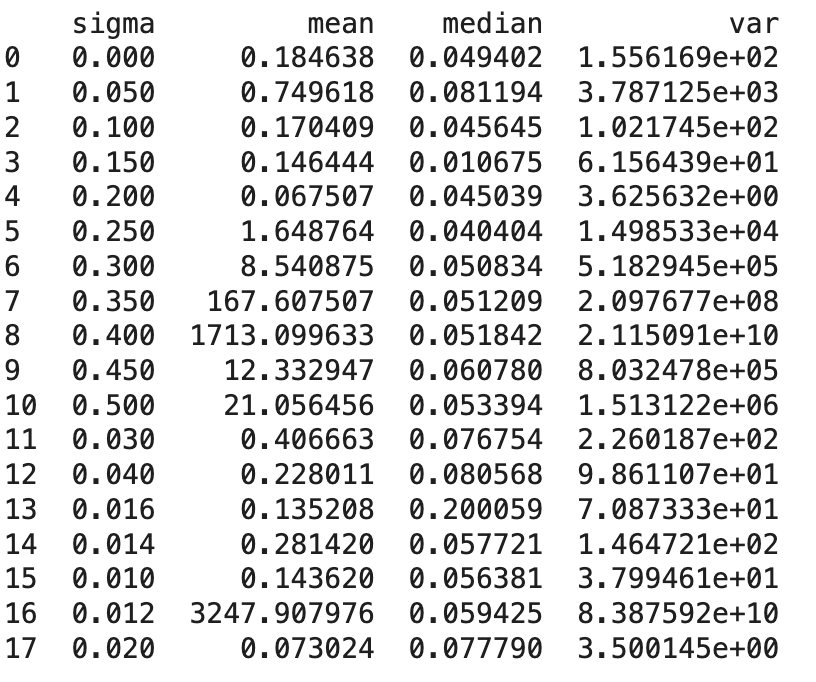 sigma mean median var
0 0.000 0.184638 0.049402 1.556169e+02
1 0.050 0.749618 0.081194 3.787125e+03
2 0.100 0.170409 0.045645 1.021745e+02
3 0.150 0.146444 0.010675 6.156439e+01
4 0.200 0.067507 0.045039 3.625632e+00
5 0.250 1.648764 0.040404 1.498533e+04
6 0.300 8.540875 0.050834 5.182945e+05
7 0.350 167.607507 0.051209 2.097677e+08
8 0.400 1713.099633 0.051842 2.115091e+10
9 0.450 12.332947 0.060780 8.032478e+05
10 0.500 21.056456 0.053394 1.513122e+06
11 0.030 0.406663 0.076754 2.260187e+02
12 0.040 0.228011 0.080568 9.861107e+01
13 0.016 0.135208 0.200059 7.087333e+01
14 0.014 0.281420 0.057721 1.464721e+02
15 0.010 0.143620 0.056381 3.799461e+01
16 0.012 3247.907976 0.059425 8.387592e+10
17 0.020 0.073024 0.077790 3.500145e+00